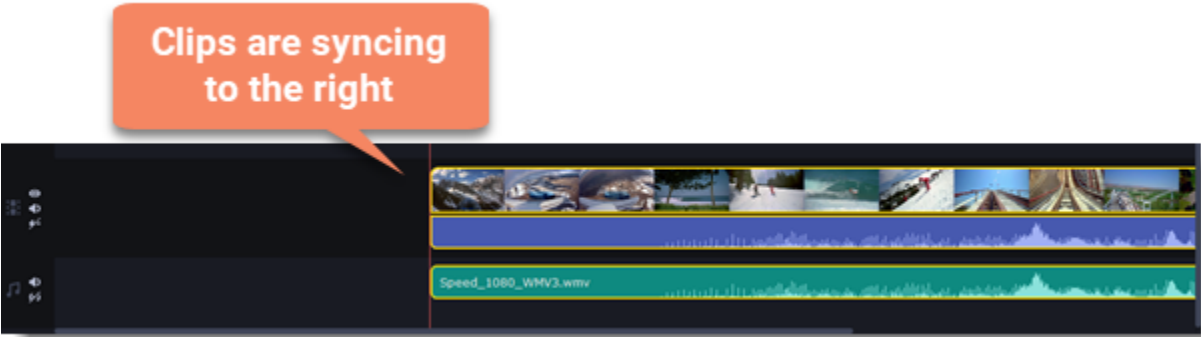 Clips are syncing
to the right
Speed_1080_WMV3.wmv